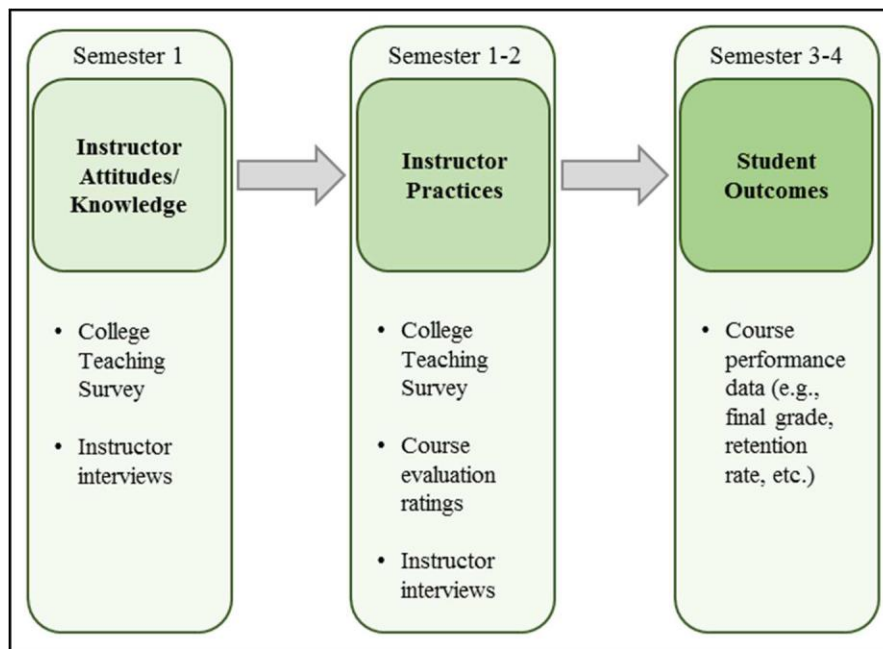 Semester 1
Instructor
Attitudes/
Knowledge
• College
Teaching
Survey
• Instructor
interviews
Semester 1-2
Instructor
Practices
• College
Teaching
Survey
• Course
evaluation
ratings
• Instructor
interviews
Semester 3-4
Student
Outcomes
• Course
performance
data (e.g.,
final grade,
retention
rate, etc.)